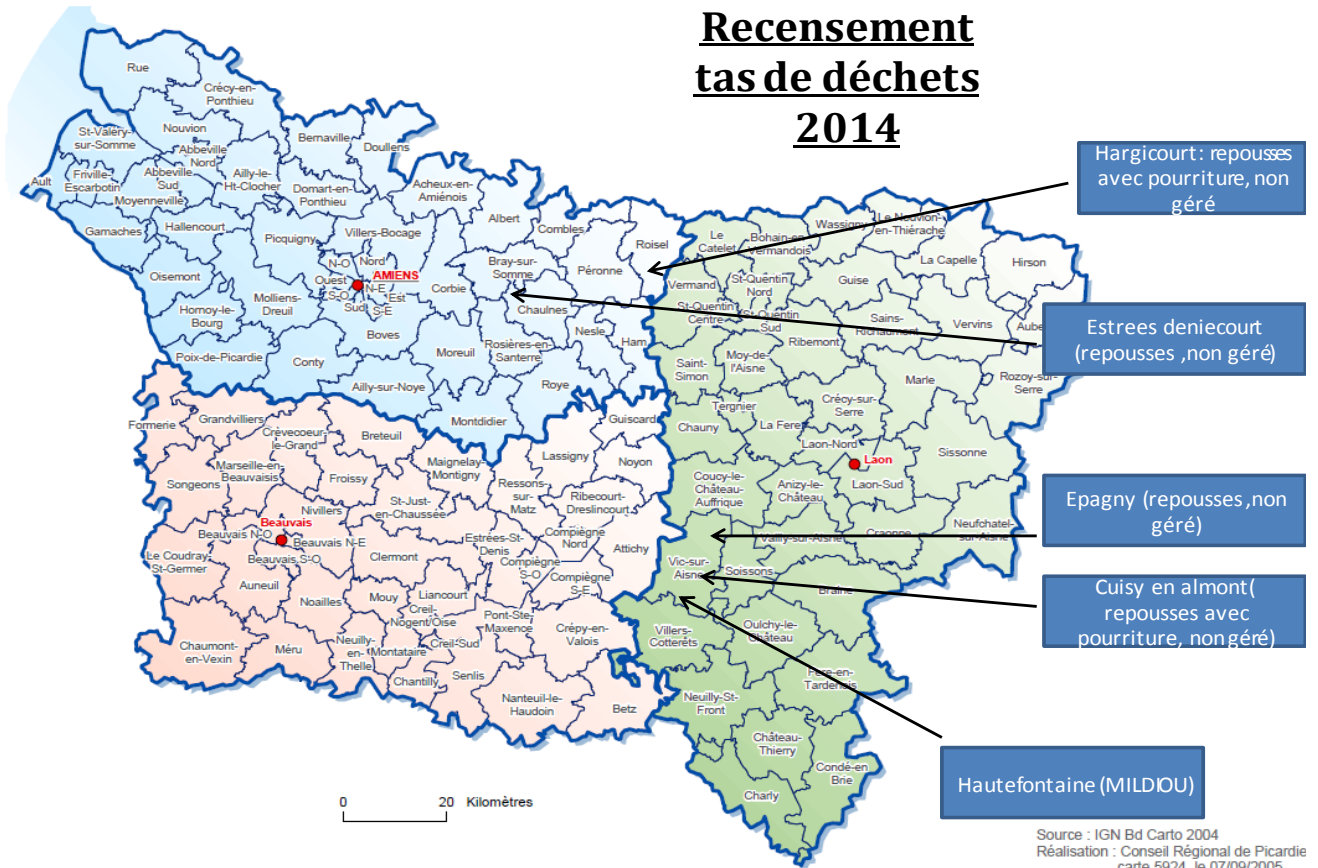 Recensement
tas de déchets
2014
Hargicourt: repousses
avec pourriture, non
géré
Estrees deniecourt
(repousses ,non géré)
Epagny (repousses ,non
géré)
Cuisy en almont(
repousses avec
pourriture, non géré)
Hautefontaine (MILDIOU)
Rue
Crécy-en-
Ponthieu
St-Valéry-
sur-Somme
Nouvion
Abbeville
Nord
Bernaville
Doullens
Ault
Friville-
Escarbotin
Abbeville
Sud
Ailly-le-
Ht-Clocher
Domart-en-
Ponthieu
Acheux-en-
Amiénois
Moyenneville
Gamaches
Hallencourt
Picquigny
Villers-Bocage
Albert
Combles
Roisel
Oisemont
N-O
Nord
AMIENS
Ouest
N-E
S-O
Est
Sud
S-E
Corbie
Bray-sur-
Somme
Péronne
Hornoy-le-
Bourg
Molliens-
Dreuil
Boves
Chaulnes
Nesle
Ham
Poix-de-Picardie
Conty
Moreuil
Rosières-en-
Santerre
Ailly-sur-Noye
Roye
Montdidier
Le
Catelet
Bohain-en-
Vermandois
Wassigny
Le Nouvion-
en-Thiérache
La Capelle
Hirson
Vermand
St-Quentin
Nord
Guise
St-Quentin
Centre
St-Quentin
Sud
Sains-
Richaumont
Vervins
Aube
Ribemont
Saint-
Simon
Moy-de-
l'Aisne
Marle
Rozoy-sur-
Serre
Tergnier
Crécy-sur-
Serre
Chauny
La Fere
Laon-Nord
Laon
Sissonne
Coucy-le-
Château-
Auffrique
Anizy-le-
Château
Laon-Sud
Neufchatel-
sur-Aisne
Vailly-sur-Aisne
Craonne
Vic-sur-
Aisne
Soissons
Braine
Villers-
Cotterêts
Oulchy-le-
Château
Fère-en-
Tardenois
Neuilly-St-
Front
Château-
Thierry
Condé-en
Brie
Charly
Formerie
Grandvilliers
Crèvecoeur-
le-Grand
Breteuil
Guiscard
Songeons
Marseille-en-
Beauvaisis
Froissy
Maignelay-
Montigny
Lassigny
Noyon
Ressons-
sur-
Matz
Ribecourt-
Dreslincourt
Nivillers
St-Just-
en-Chaussée
Beauvais
Beauvais N-O
Beauvais N-E
Beauvais S-O
Estrées-St-
Denis
Compiègne
Nord
Attichy
Le Coudray-
St-Germer
Clermont
Compiègne
S-O
Compiègne
S-E
Auneuil
Noailles
Mouy
Liancourt
Creil-
Nogent/Oise
Pont-Ste-
Maxence
Crépy-en-
Valois
Chaumont-
en-Vexin
Méru
Neuilly-
en-
Thelle
Montataire
Creil-Sud
Chantilly
Senlis
Nanteuil-le-
Haudoin
Betz
0 20 Kilomètres
Source : IGN Bd Carto 2004
Réalisation : Conseil Régional de Picardie
carte 5924, le 07/09/2005